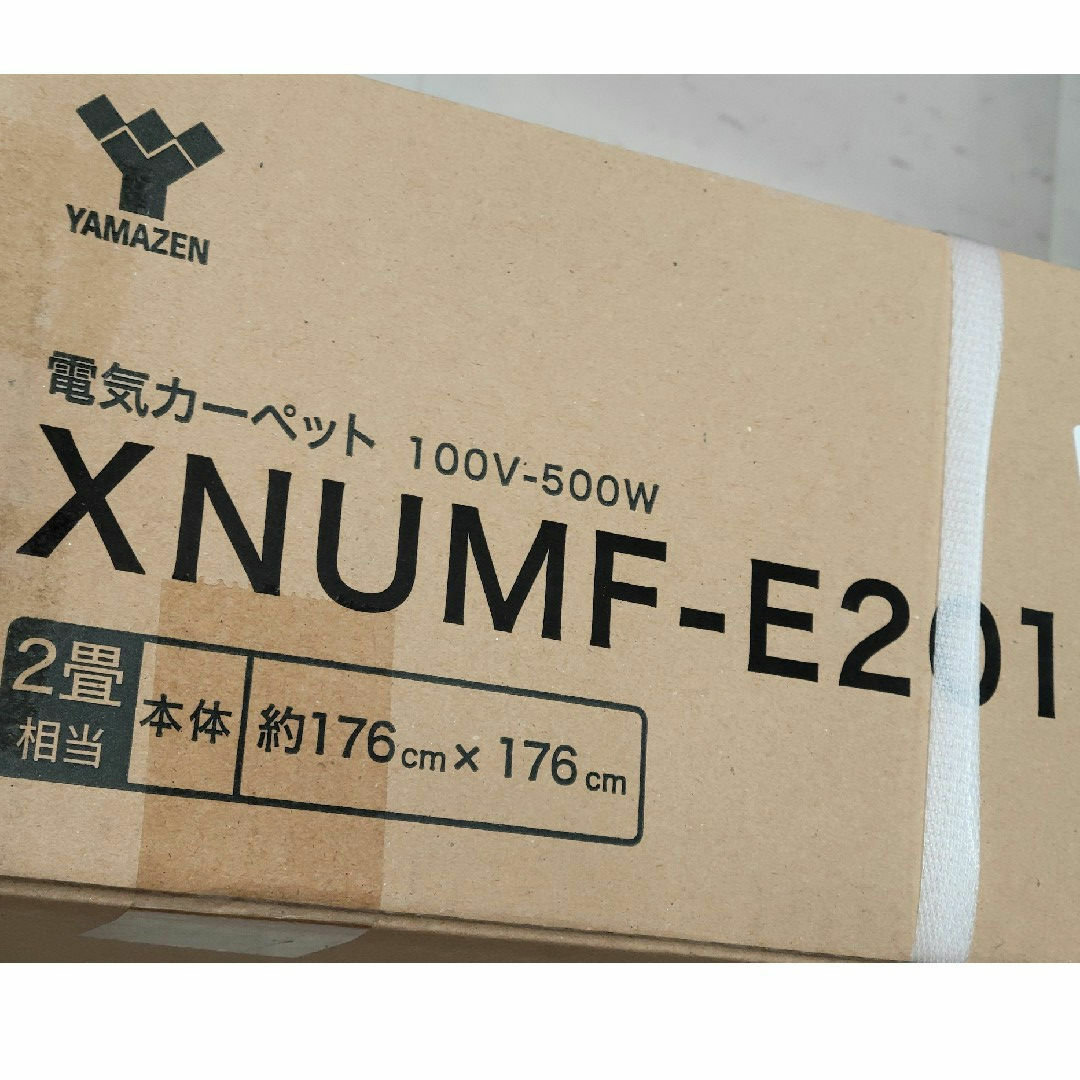 YAMAZEN
電気カーペット 100V-500W
XNUMF-E201
2畳
相当
本体
約176cm×176cm